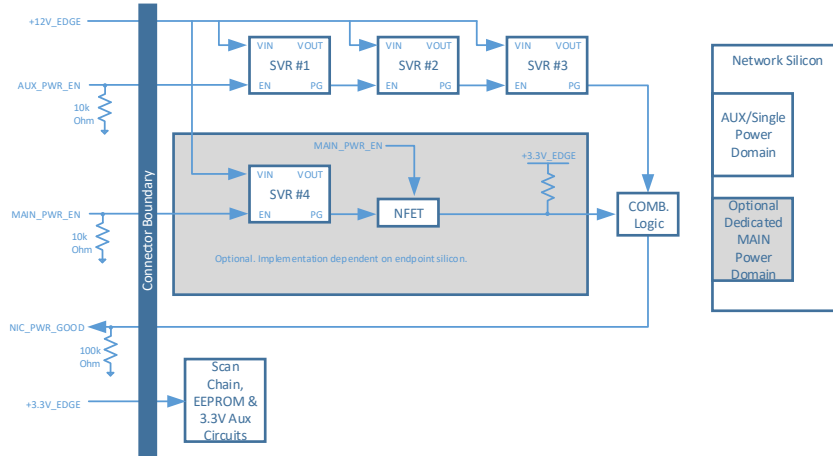 +12V_EDGE
VIN VOUT
SVR #1
EN PG
VIN VOUT
SVR #2
EN PG
VIN VOUT
SVR #3
EN PG
AUX_PWR_EN
10k
Ohm
MAIN_PWR_EN
+3.3V_EDGE
VIN VOUT
SVR #4
EN PG
NFET
COMB.
Logic
MAIN_PWR_EN
10k
Ohm
Optional. Implementation dependent on endpoint silicon.
Connector Boundary
NIC_PWR_GOOD
100k
Ohm
+3.3V_EDGE
Scan
Chain,
EEPROM &
3.3V Aux
Circuits
Network Silicon
AUX/Single
Power
Domain
Optional
Dedicated
MAIN
Power
Domain